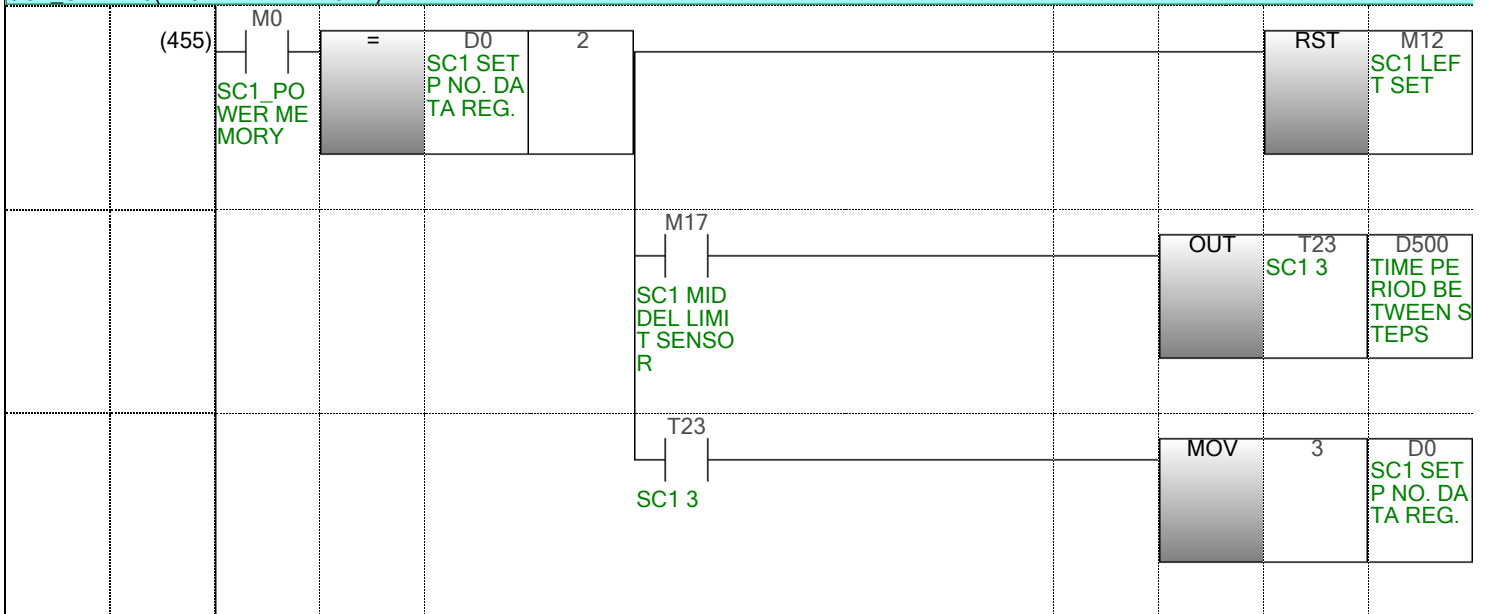 M0
(455)
=
D0
2
RST
M12
SC1 SET
P NO. DA
TA REG.
SC1 LEF
T SET
SC1_PO
WER ME
MORY
M17
OUT
T23
D500
SC1 3
TIME PE
RIOD BE
TWEEN S
TEPS
SC1 MID
DEL LIMI
T SENSO
R
T23
MOV
3
D0
SC1 SET
P NO. DA
TA REG.
SC1 3